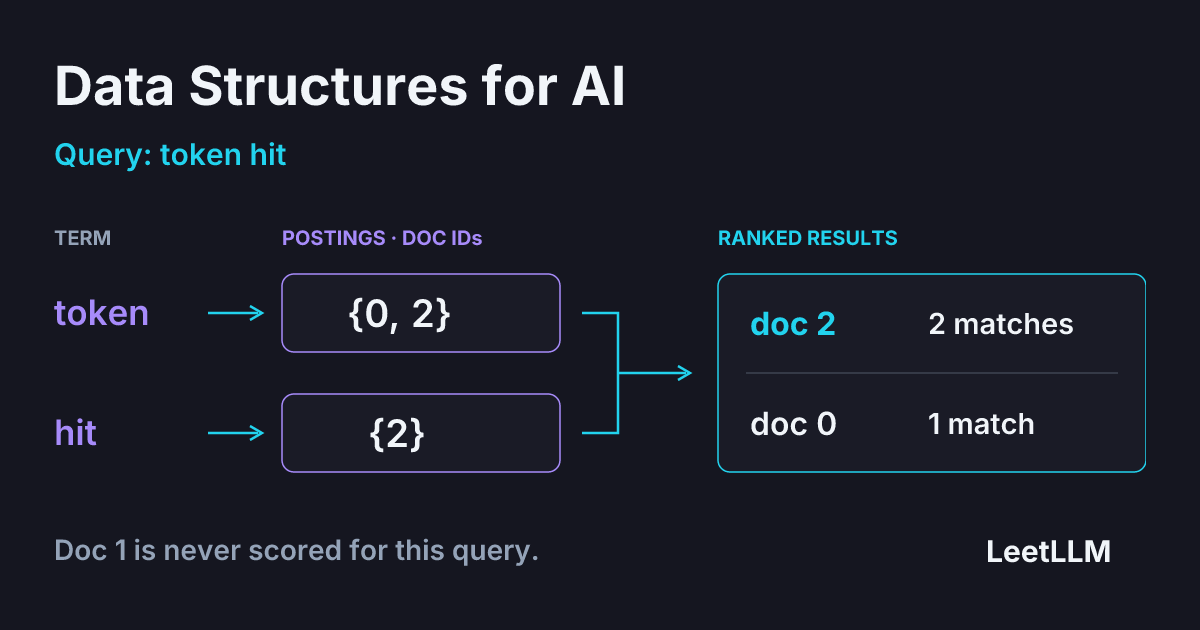 Data Structures for AI
Query: token hit
TERM
POSTINGS · DOC IDs
RANKED RESULTS
token
{0, 2}
hit
{2}
doc 2
2 matches
doc 0
1 match
Doc 1 is never scored for this query.
LeetLLM